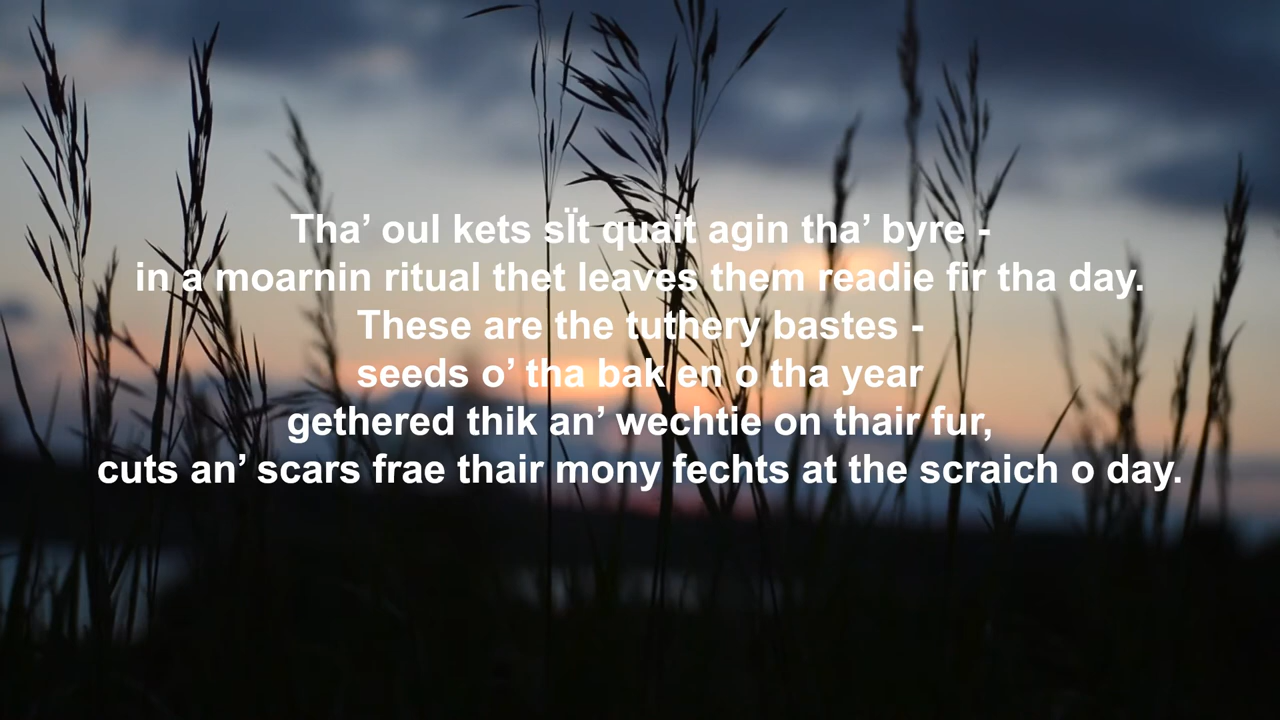 Tha’ oul kets sÏt quait agin tha’ byre -
in a moarnin ritual thet leaves them readie fir tha day.
These are the tuthery bastes -
seeds o’ tha bak en o tha year
gethered thik an’ wechtie on thair fur,
cuts an’ scars frae thair mony fechts at the scraich o day.